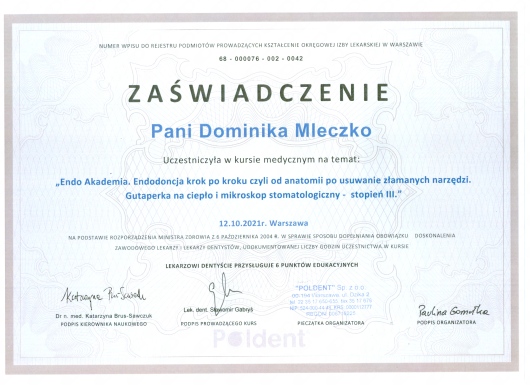 NUMER WPISU DO REJESTRU PODMIOTÓW PROWADZĄCYCH KSZTAŁCENIE OKRĘGOWEJ IZBY LEKARSKIEJ W WARSZAWIE
68 - 000076 - 002 - 0042
ZAŚWIADCZENIE
Pani Dominika Mleczko
Uczestniczyła w kursie medycznym na temat:
„Endo Akademia. Endodoncja krok po kroku czyli od anatomii po usuwanie złamanych narzędzi.
Gutaperka na ciepło i mikroskop stomatologiczny - stopień III.”
12.10.2021r. Warszawa
NA PODSTAWIE ROZPORZĄDZENIA MINISTRA ZDROWIA Z 6 PAŹDZIERNIKA 2004 R. W SPRAWIE SPOSOBU DOPEŁNIANIA OBOWIĄZKU DOSKONALENIA
ZAWODOWEGO LEKARZY I LEKARZY DENTYSTÓW, UDOKUMENTOWANEJ LICZBY GODZIN UCZESTNICTWA W KURSIE
LEKARZOWI DENTYŚCIE PRZYSŁUGUJE 6 PUNKTÓW EDUKACYJNYCH
"POLDENT" Sp. z o.o.
Dr n. med. Katarzyna Brus-Sawczuk
Lek. dent. Sławomir Gabryś
Paulina Gomułka
PODPIS KIEROWNIKA NAUKOWEGO
PODPIS PROWADZĄCEGO KURS
PIECZĄTKA ORGANIZATORA
PODPIS ORGANIZATORA
Poldent